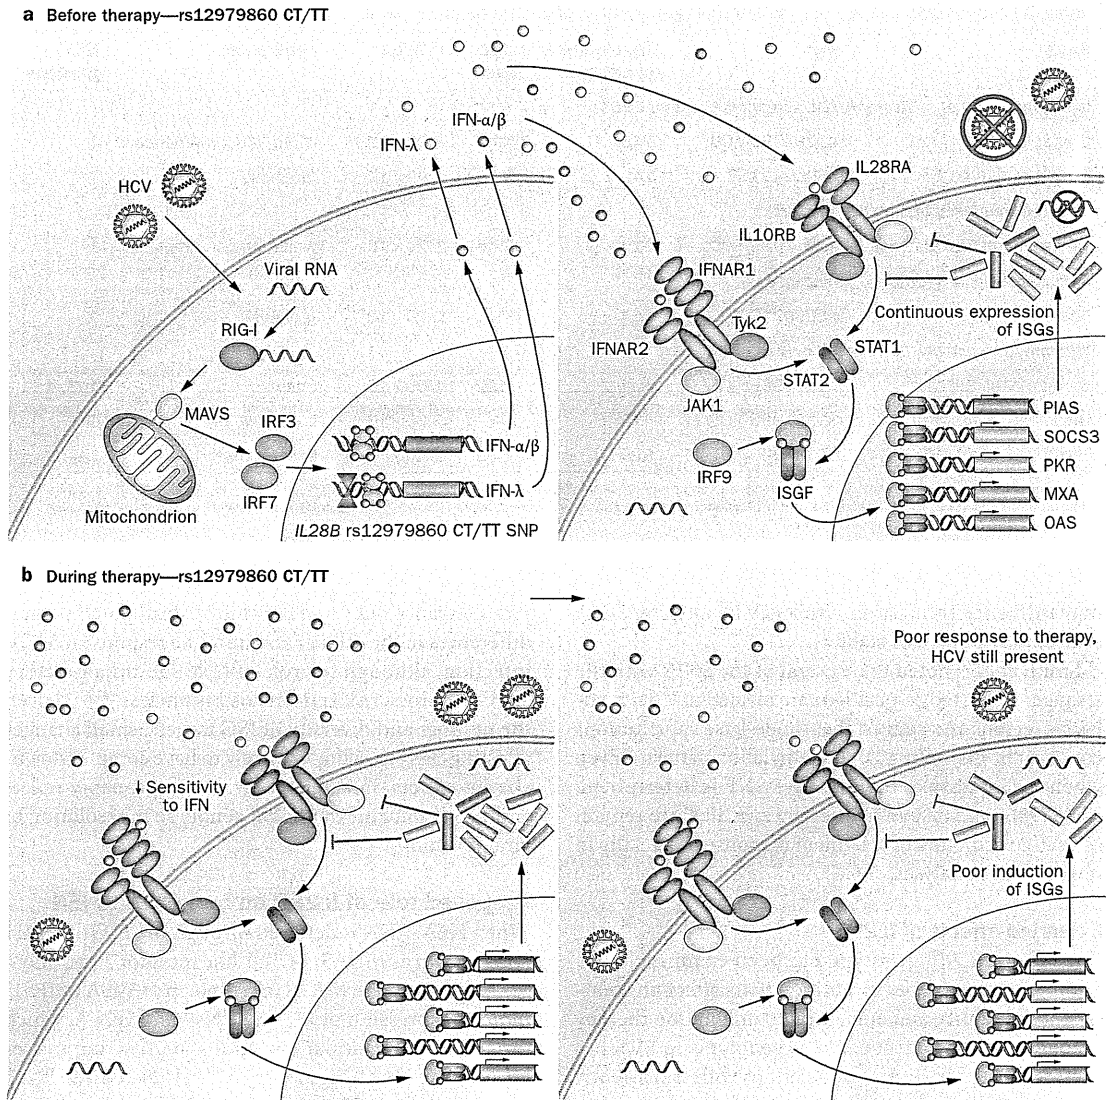 a Before therapy—rs12979860 CT/TT
IFN-α/β
IFN-λ
HCV
Viral RNA
RIG-I
MAVS
IRF3
IRF7
Mitochondrion
IFN-α/β
IFN-λ
IL28B rs12979860 CT/TT SNP
IL28RA
IL10RB
IFNAR1
IFNAR2
Tyk2
JAK1
STAT1
STAT2
IRF9
ISGF
Continuous expression
of ISGs
PIAS
SOCS3
PKR
MXA
OAS
b During therapy—rs12979860 CT/TT
↓ Sensitivity
to IFN
Poor response to therapy,
HCV still present
Poor induction
of ISGs